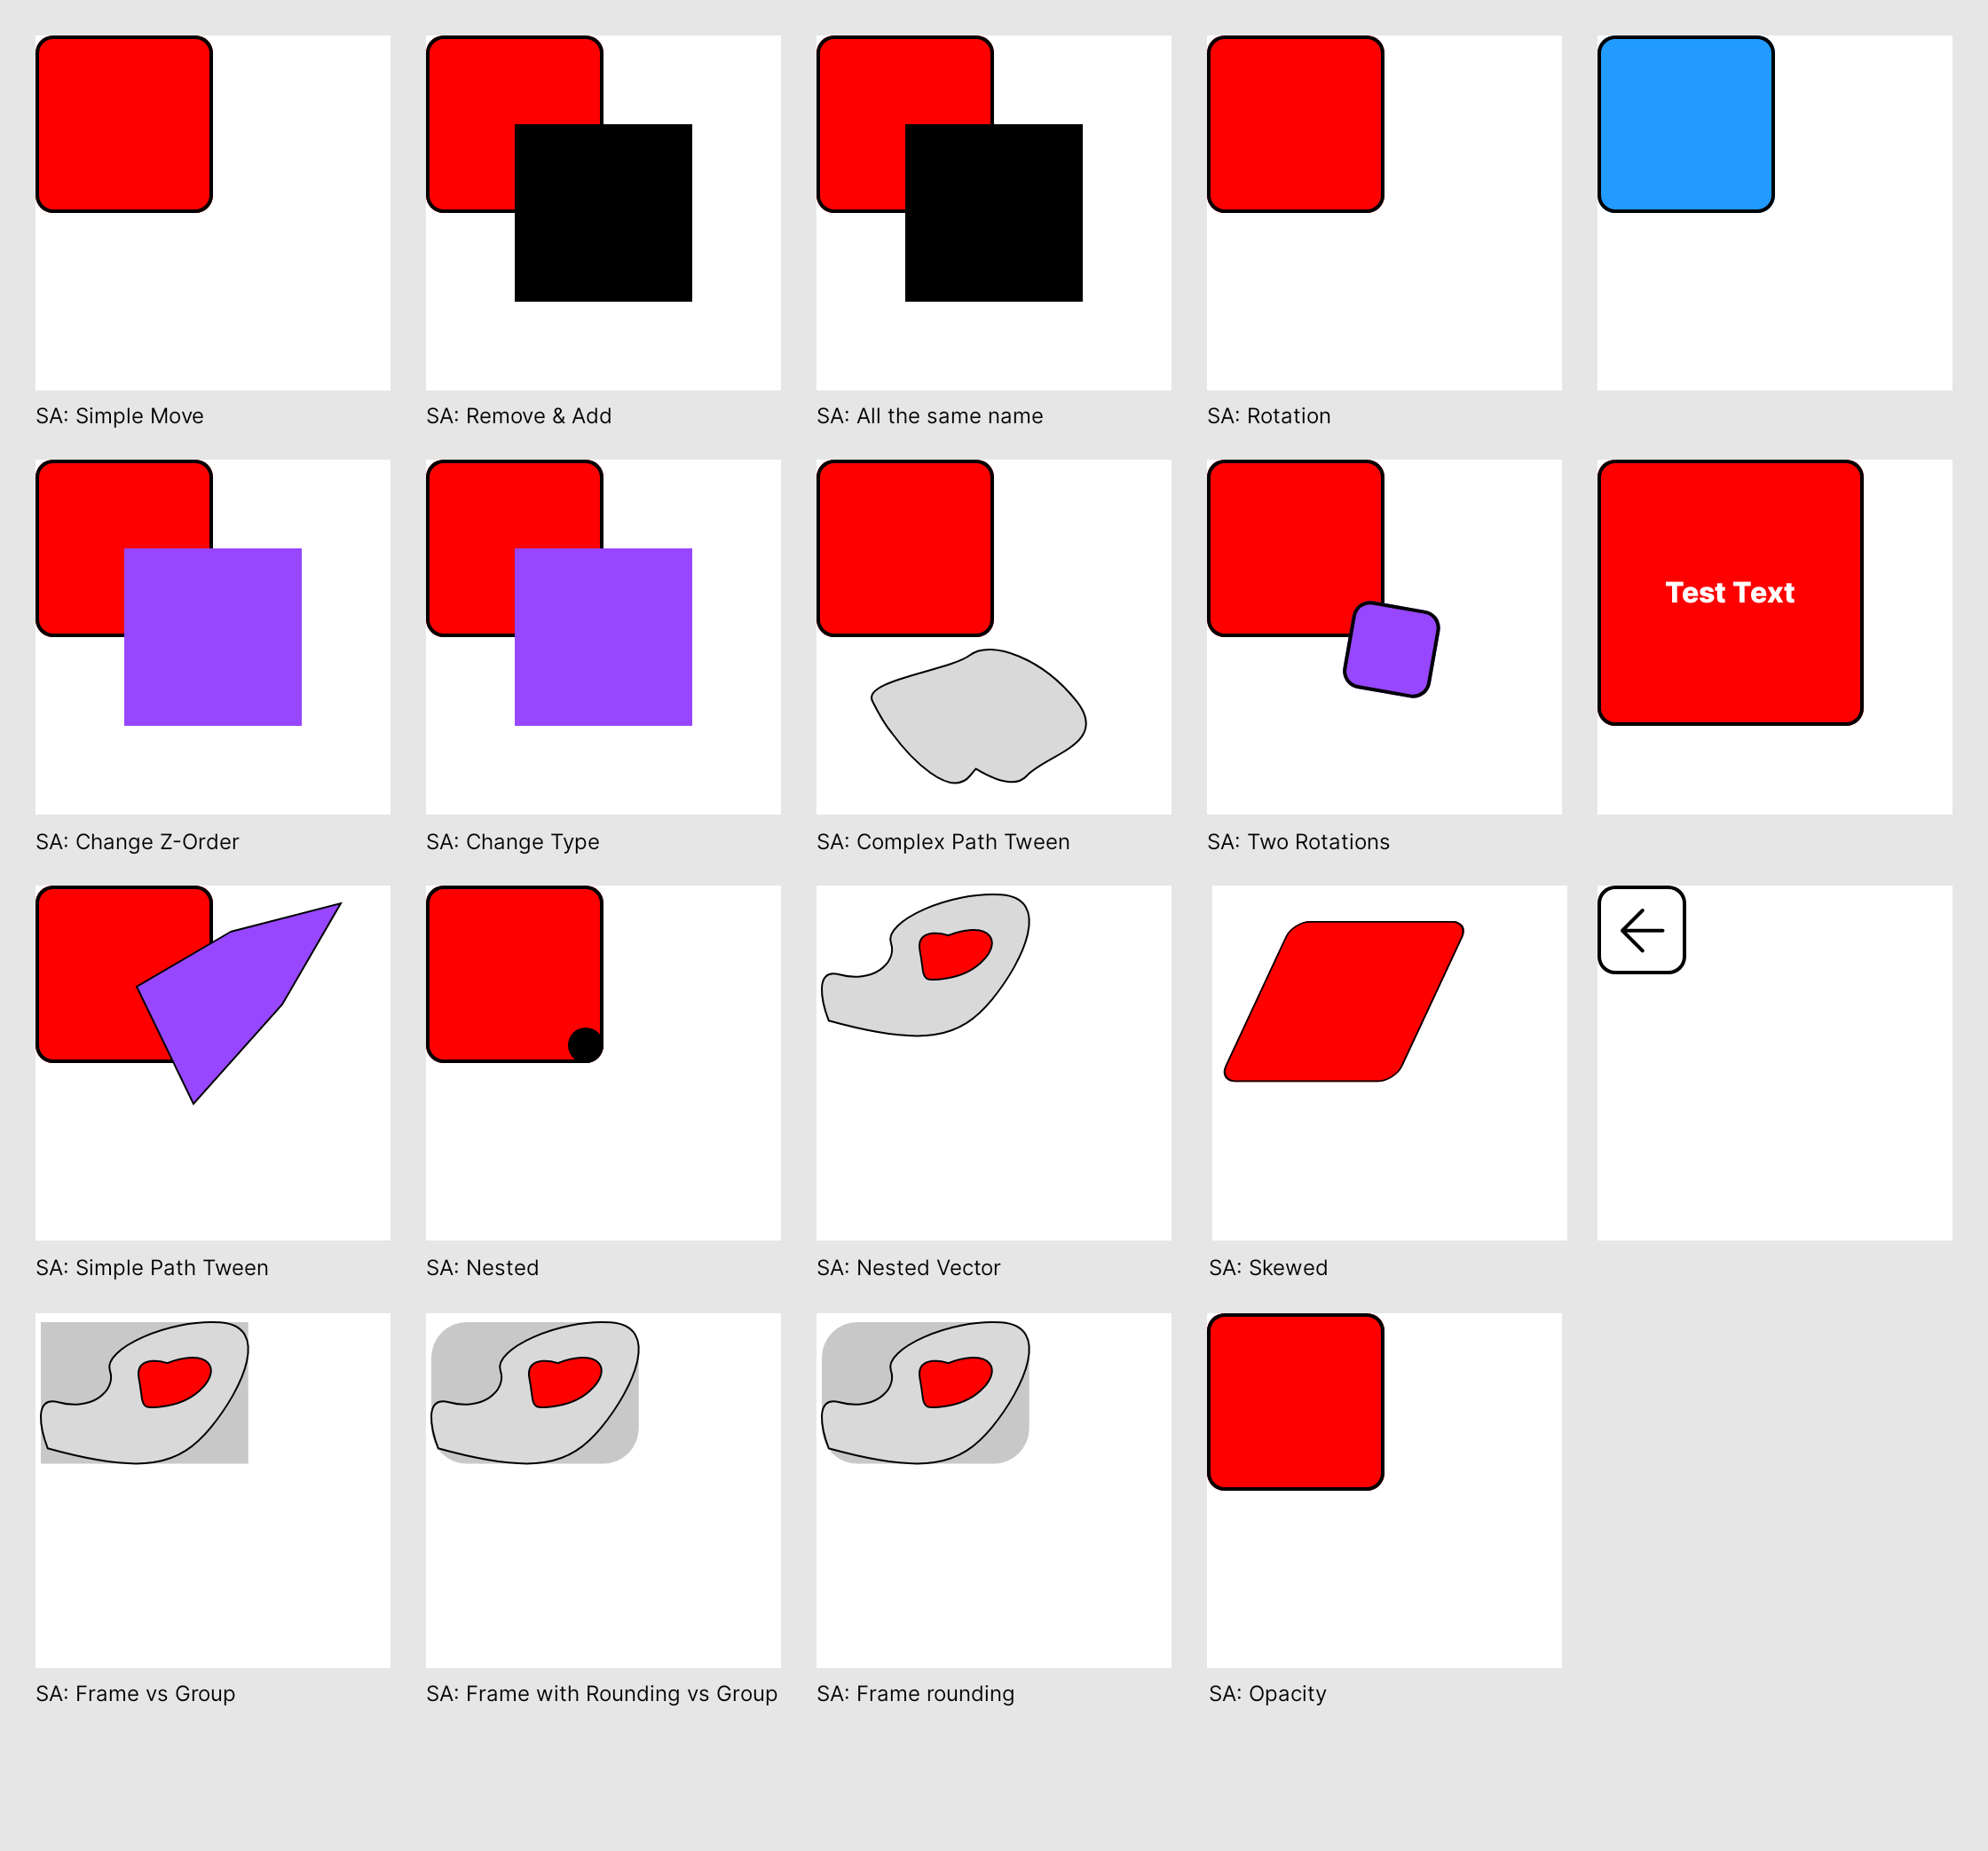 SA: Simple Move
SA: Remove & Add
SA: All the same name
SA: Rotation
Test Text
SA: Change Z-Order
SA: Change Type
SA: Complex Path Tween
SA: Two Rotations
SA: Simple Path Tween
SA: Nested
SA: Nested Vector
SA: Skewed
SA: Frame vs Group
SA: Frame with Rounding vs Group
SA: Frame rounding
SA: Opacity